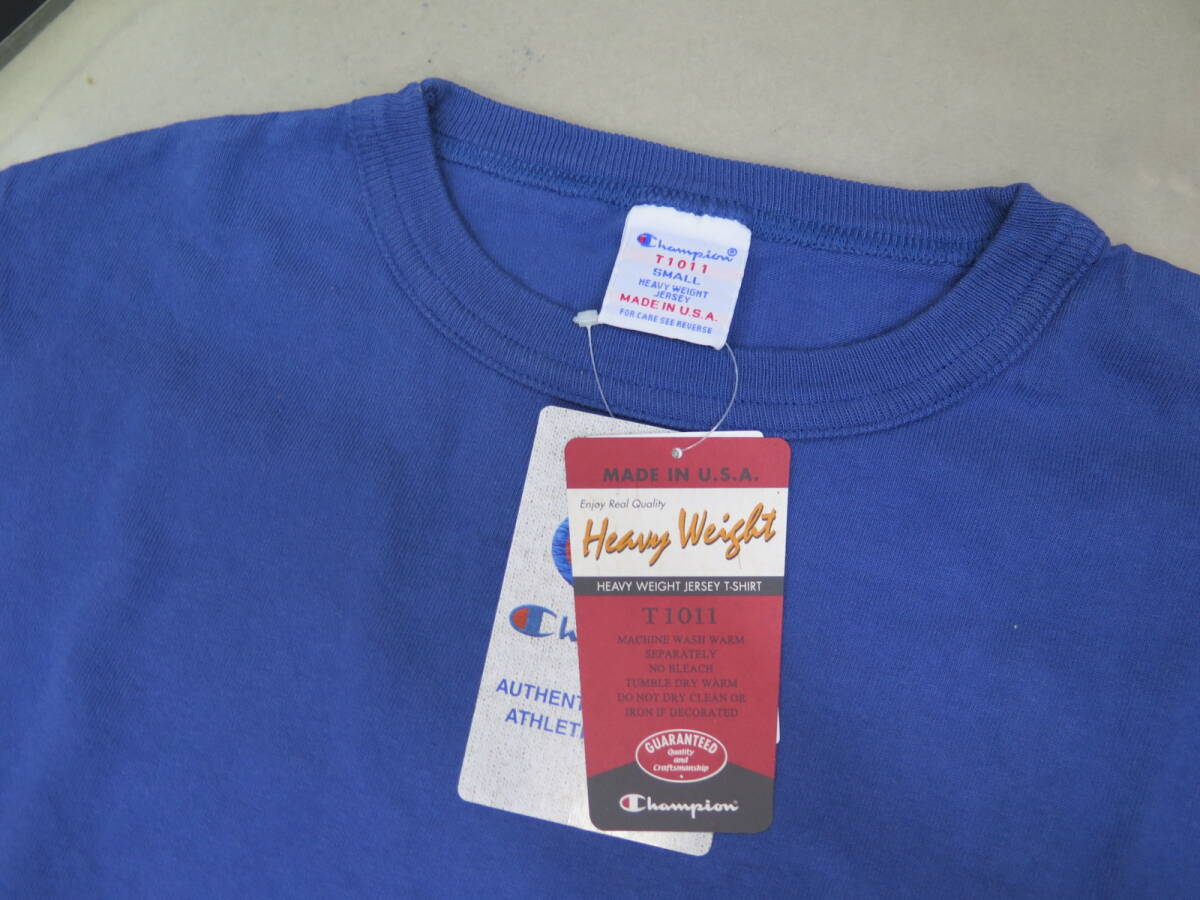 Champion®
T1011
SMALL
HEAVY WEIGHT
JERSEY
MADE IN U.S.A.
FOR CARE SEE REVERSE
MADE IN U.S.A.
Enjoy Real Quality
Heavy Weight
HEAVY WEIGHT JERSEY T-SHIRT
T1011
MACHINE WASH WARM
SEPARATELY
NO BLEACH
TUMBLE DRY WARM
DO NOT DRY CLEAN OR
IRON IF DECORATED
GUARANTEED
Quality
and
Craftsmanship
Champion
Ch
AUTHENT
ATHLET